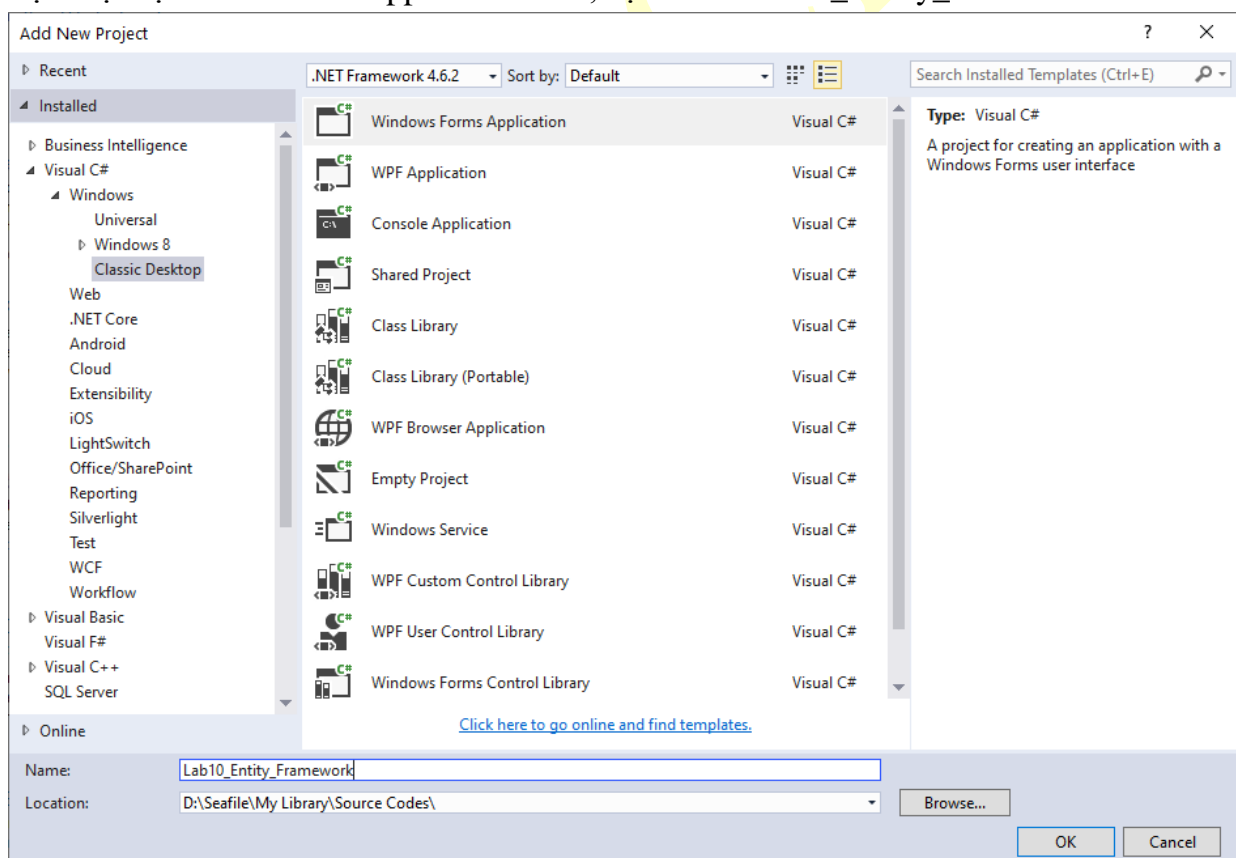 Add New Project
?
Recent
.NET Framework 4.6.2
Sort by: Default
Search Installed Templates (Ctrl+E)
Installed
Business Intelligence
Visual C#
Windows
Universal
Windows 8
Classic Desktop
Web
.NET Core
Android
Cloud
Extensibility
iOS
LightSwitch
Office/SharePoint
Reporting
Silverlight
Test
WCF
Workflow
Visual Basic
Visual F#
Visual C++
SQL Server
Online
Windows Forms Application Visual C#
WPF Application Visual C#
Console Application Visual C#
Shared Project Visual C#
Class Library Visual C#
Class Library (Portable) Visual C#
WPF Browser Application Visual C#
Empty Project Visual C#
Windows Service Visual C#
WPF Custom Control Library Visual C#
WPF User Control Library Visual C#
Windows Forms Control Library Visual C#
Click here to go online and find templates.
Type: Visual C#
A project for creating an application with a
Windows Forms user interface
Name: Lab10_Entity_Framework
Location: D:\Seafile\My Library\Source Codes\
Browse...
OK
Cancel